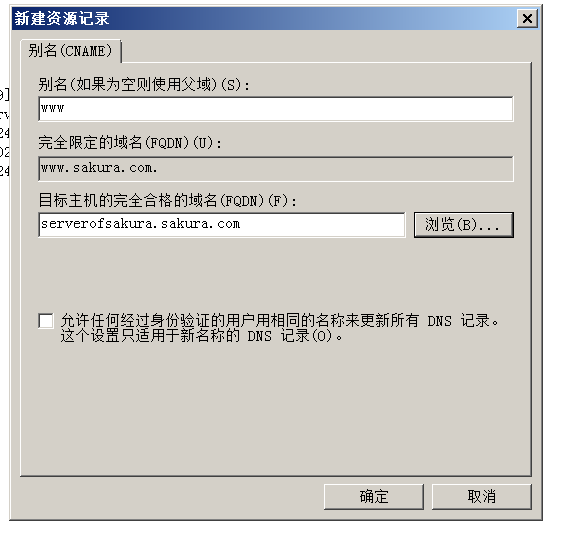 新建资源记录
别名(CNAME)
别名(如果为空则使用父域)(S):
www
完全限定的域名(FQDN)(U):
www.sakura.com.
目标主机的完全合格的域名(FQDN)(F):
serverofsakura.sakura.com
浏览(B)...
允许任何经过身份验证的用户用相同的名称来更新所有 DNS 记录。
这个设置只适用于新名称的 DNS 记录(O)。
确定
取消